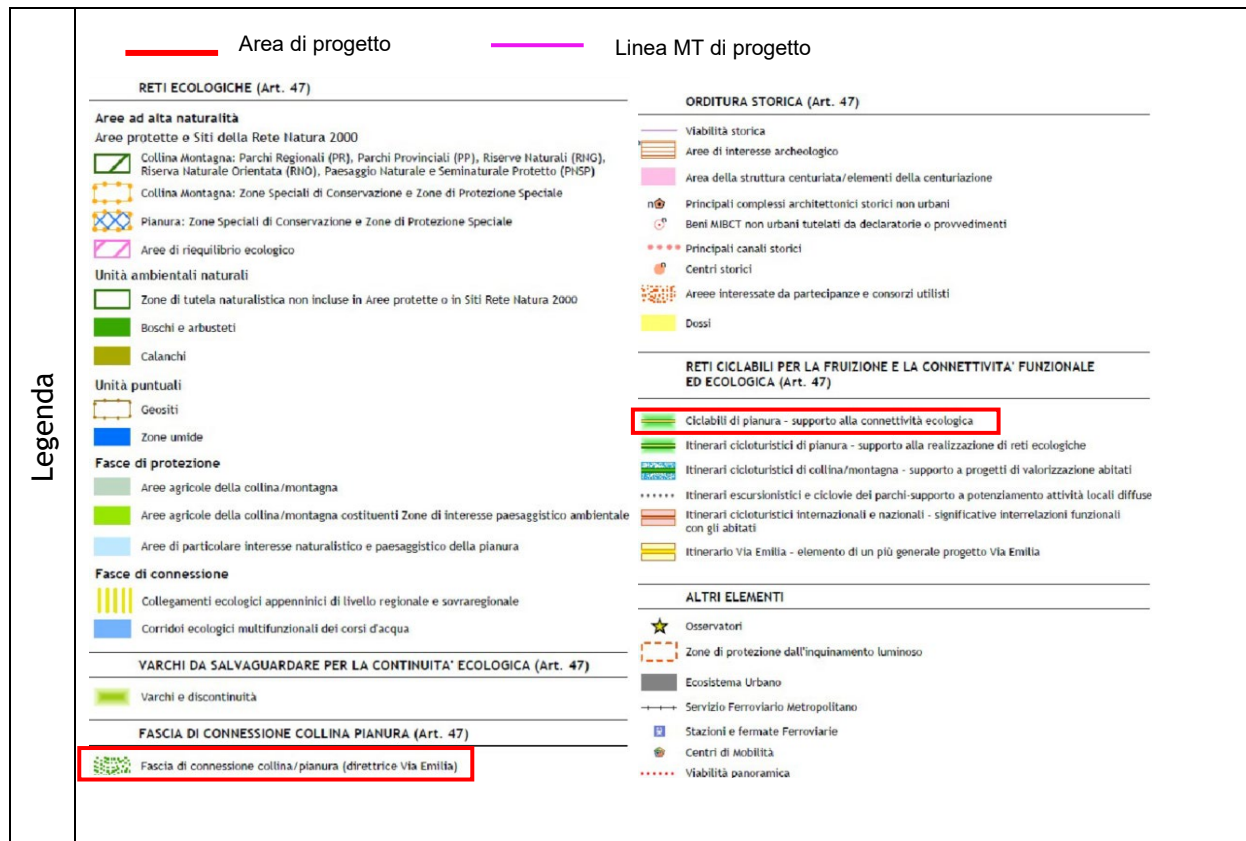 Legenda
Area di progetto
Linea MT di progetto
RETI ECOLOGICHE (Art. 47)
Aree ad alta naturalità
Aree protette e Siti della Rete Natura 2000
Collina Montagna: Parchi Regionali (PR), Parchi Provinciali (PP), Riserve Naturali (RNG),
Riserva Naturale Orientata (RNO), Paesaggio Naturale e Seminaturale Protetto (PNSP)
Collina Montagna: Zone Speciali di Conservazione e Zone di Protezione Speciale
Pianura: Zone Speciali di Conservazione e Zone di Protezione Speciale
Aree di riequilibrio ecologico
Unità ambientali naturali
Zone di tutela naturalistica non incluse in Aree protette o in Siti Rete Natura 2000
Boschi e arbusteti
Calanchi
Unità puntuali
Geositi
Zone umide
Fasce di protezione
Aree agricole della collina/montagna
Aree agricole della collina/montagna costituenti Zone di interesse paesaggistico ambientale
Aree di particolare interesse naturalistico e paesaggistico della pianura
Fasce di connessione
Collegamenti ecologici appenninici di livello regionale e sovraregionale
Corridoi ecologici multifunzionali dei corsi d'acqua
VARCHI DA SALVAGUARDARE PER LA CONTINUITA' ECOLOGICA (Art. 47)
Varchi e discontinuità
FASCIA DI CONNESSIONE COLLINA PIANURA (Art. 47)
Fascia di connessione collina/pianura (direttrice Via Emilia)
ORDITURA STORICA (Art. 47)
Viabilità storica
Aree di interesse archeologico
Area della struttura centuriata/elementi della centuriazione
n Principali complessi architettonici storici non urbani
n Beni MIBCT non urbani tutelati da declaratorie o provvedimenti
Principali canali storici
n Centri storici
Areee interessate da partecipanze e consorzi utilisti
Dossi
RETI CICLABILI PER LA FRUIZIONE E LA CONNETTIVITA' FUNZIONALE
ED ECOLOGICA (Art. 47)
Ciclabili di pianura - supporto alla connettività ecologica
Itinerari cicloturistici di pianura - supporto alla realizzazione di reti ecologiche
Itinerari cicloturistici di collina/montagna - supporto a progetti di valorizzazione abitati
Itinerari escursionistici e ciclovie dei parchi-supporto a potenziamento attività locali diffuse
Itinerari cicloturistici internazionali e nazionali - significative interrelazioni funzionali
con gli abitati
Itinerario Via Emilia - elemento di un più generale progetto Via Emilia
ALTRI ELEMENTI
Osservatori
Zone di protezione dall'inquinamento luminoso
Ecosistema Urbano
Servizio Ferroviario Metropolitano
Stazioni e fermate Ferroviarie
Centri di Mobilità
Viabilità panoramica